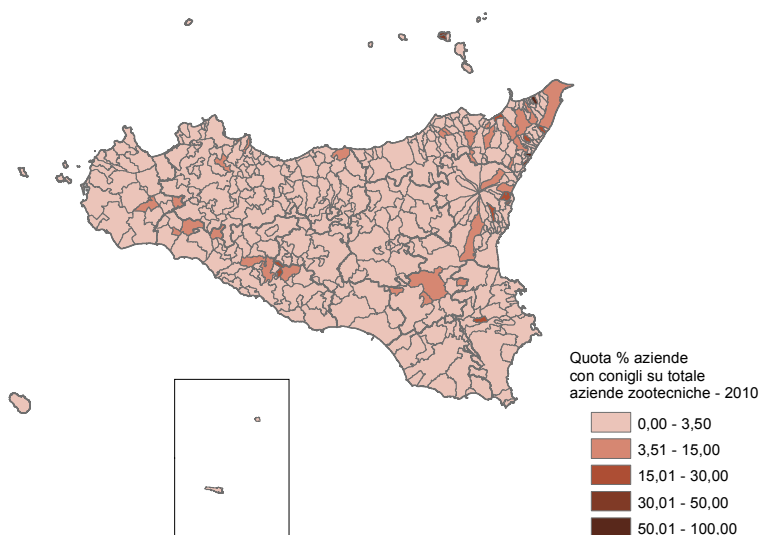 Quota % aziende
con conigli su totale
aziende zootecniche - 2010
0,00 - 3,50
3,51 - 15,00
15,01 - 30,00
30,01 - 50,00
50,01 - 100,00